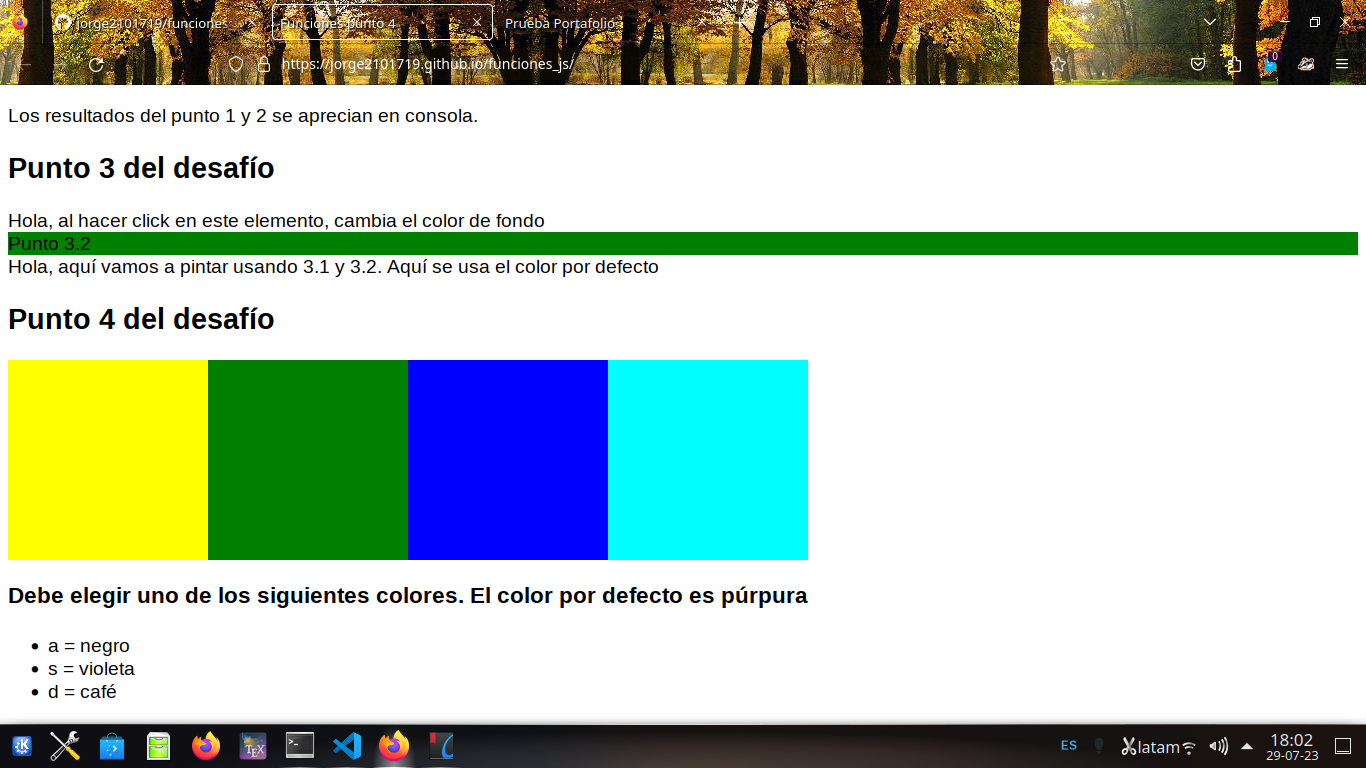 jorge2101719/funciones
Funciones punto 4
Prueba Portafolio
https://jorge2101719.github.io/funciones_js/
0
Los resultados del punto 1 y 2 se aprecian en consola.
Punto 3 del desafío
Hola, al hacer click en este elemento, cambia el color de fondo
Punto 3.2
Hola, aquí vamos a pintar usando 3.1 y 3.2. Aquí se usa el color por defecto
Punto 4 del desafío
Debe elegir uno de los siguientes colores. El color por defecto es púrpura
• a = negro
• s = violeta
• d = café
ES
latam
18:02
29-07-23